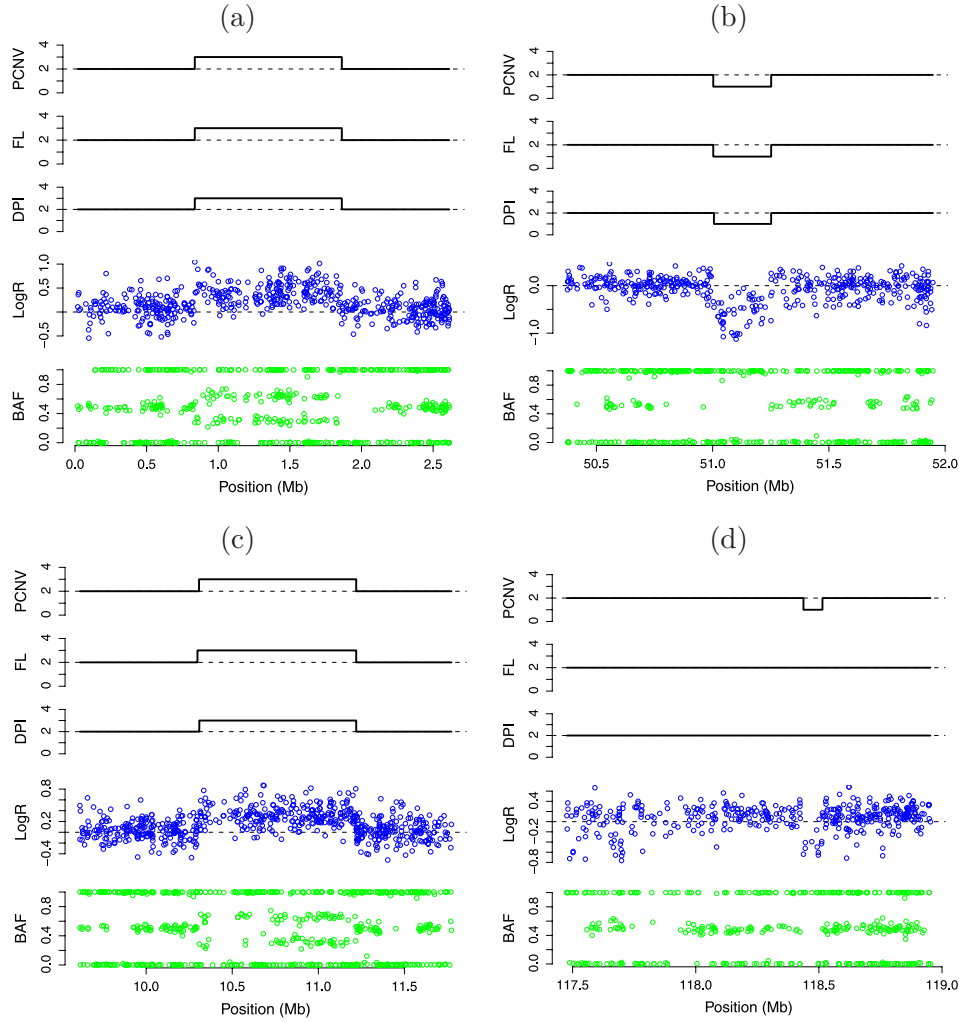 (a)
PCNV
0 2 4
FL
0 2 4
DPI
0 2 4
LogR
−0.5 0.5 1.0
BAF
0.0 0.4 0.8
0.0 0.5 1.0 1.5 2.0 2.5
Position (Mb)
(b)
PCNV
0 2 4
FL
0 2 4
DPI
0 2 4
LogR
−1.0 0.0
BAF
0.0 0.4 0.8
50.5 51.0 51.5 52.0
Position (Mb)
(c)
PCNV
0 2 4
FL
0 2 4
DPI
0 2 4
LogR
−0.4 0.2 0.8
BAF
0.0 0.4 0.8
10.0 10.5 11.0 11.5
Position (Mb)
(d)
PCNV
0 2 4
FL
0 2 4
DPI
0 2 4
LogR
−0.8 −0.2 0.4
BAF
0.0 0.4 0.8
117.5 118.0 118.5 119.0
Position (Mb)